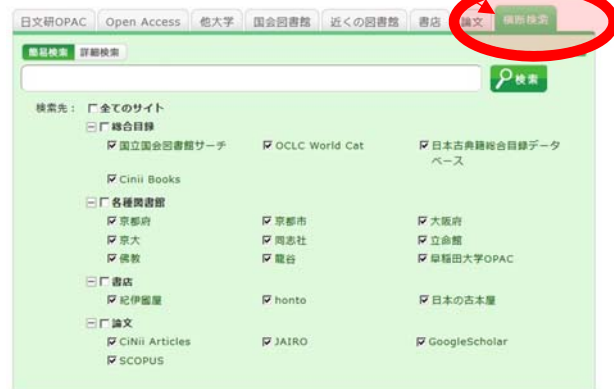 日文研OPAC Open Access 他大学 国会図書館 近くの図書館 書店 論文 横断検索
簡易検索 詳細検索
検索
検索先： 全てのサイト
総合目録
国立国会図書館サーチ OCLC World Cat 日本古典籍総合目録データベース
Cinii Books
各種図書館
京都府 京都市 大阪府
京大 同志社 立命館
佛教 龍谷 早稲田大学OPAC
書店
紀伊國屋 honto 日本の古本屋
論文
CiNii Articles JAIRO GoogleScholar
SCOPUS